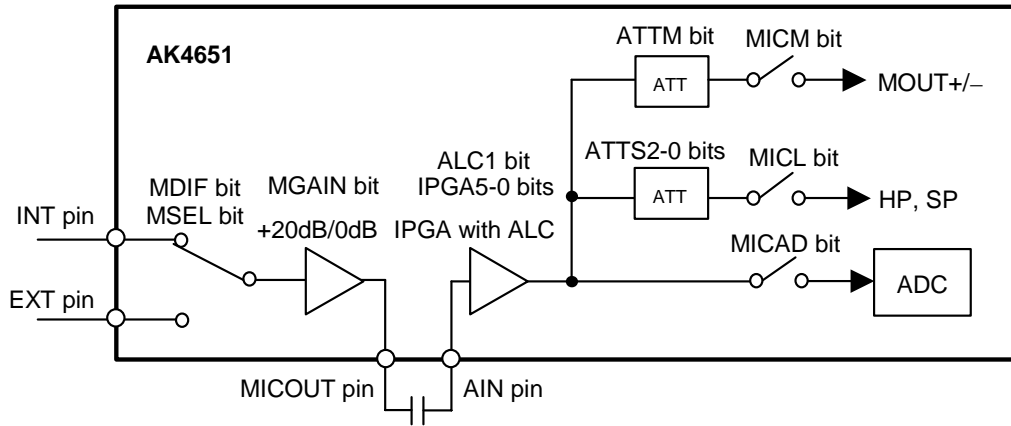 AK4651
ATTM bit
MICM bit
ATT
MOUT+/−
ATTS2-0 bits
MICL bit
ATT
HP, SP
ALC1 bit
IPGA5-0 bits
IPGA with ALC
MICAD bit
ADC
MDIF bit
MSEL bit
MGAIN bit
+20dB/0dB
INT pin
EXT pin
MICOUT pin
AIN pin